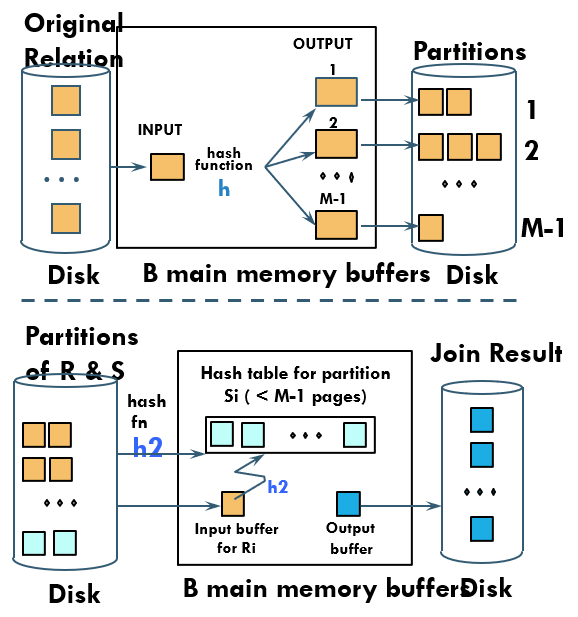 Original
Relation
OUTPUT
Partitions
1
1
INPUT
2
hash
function
h
2
M-1
M-1
Disk
B main memory buffers
Disk
Partitions
of R & S
Join Result
Hash table for partition
Si ( < M-1 pages)
hash
fn
h2
h2
Input buffer
for Ri
Output
buffer
Disk
B main memory buffers
Disk